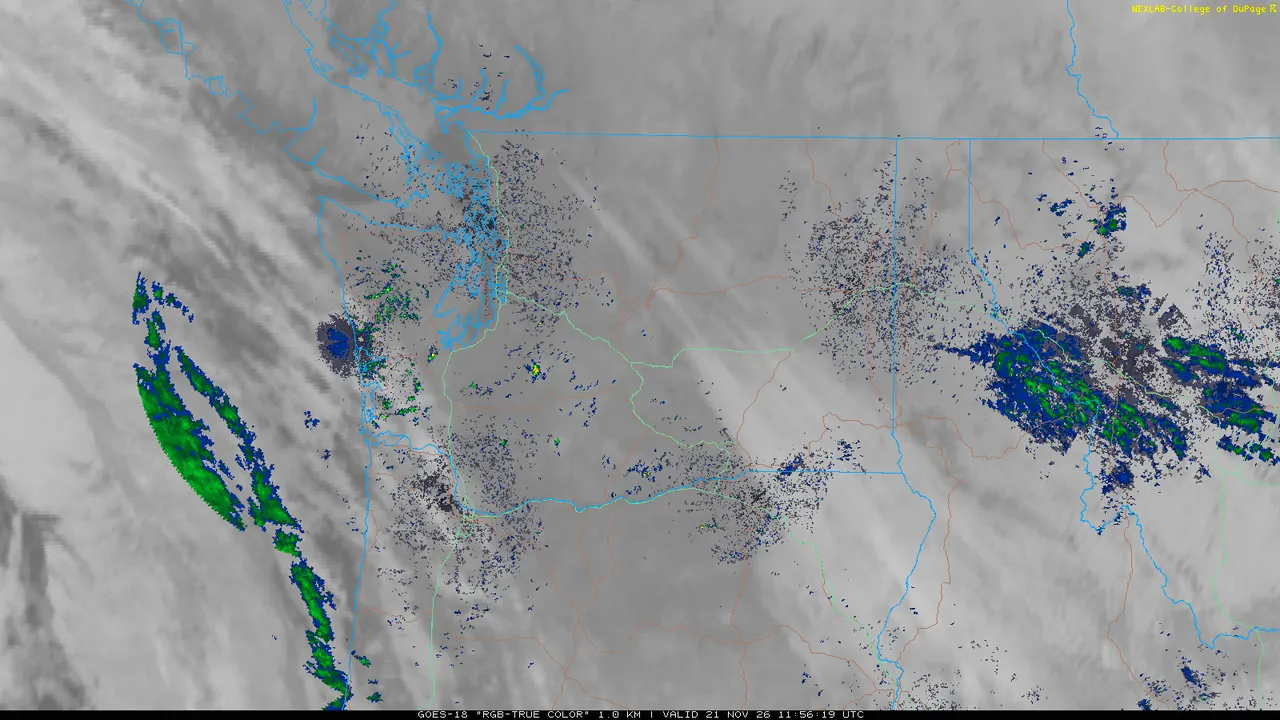 NEXLAB-College of DuPage
GOES-18 "RGB-TRUE COLOR" 1.0 KM | VALID 21 NOV 26 11:56:19 UTC